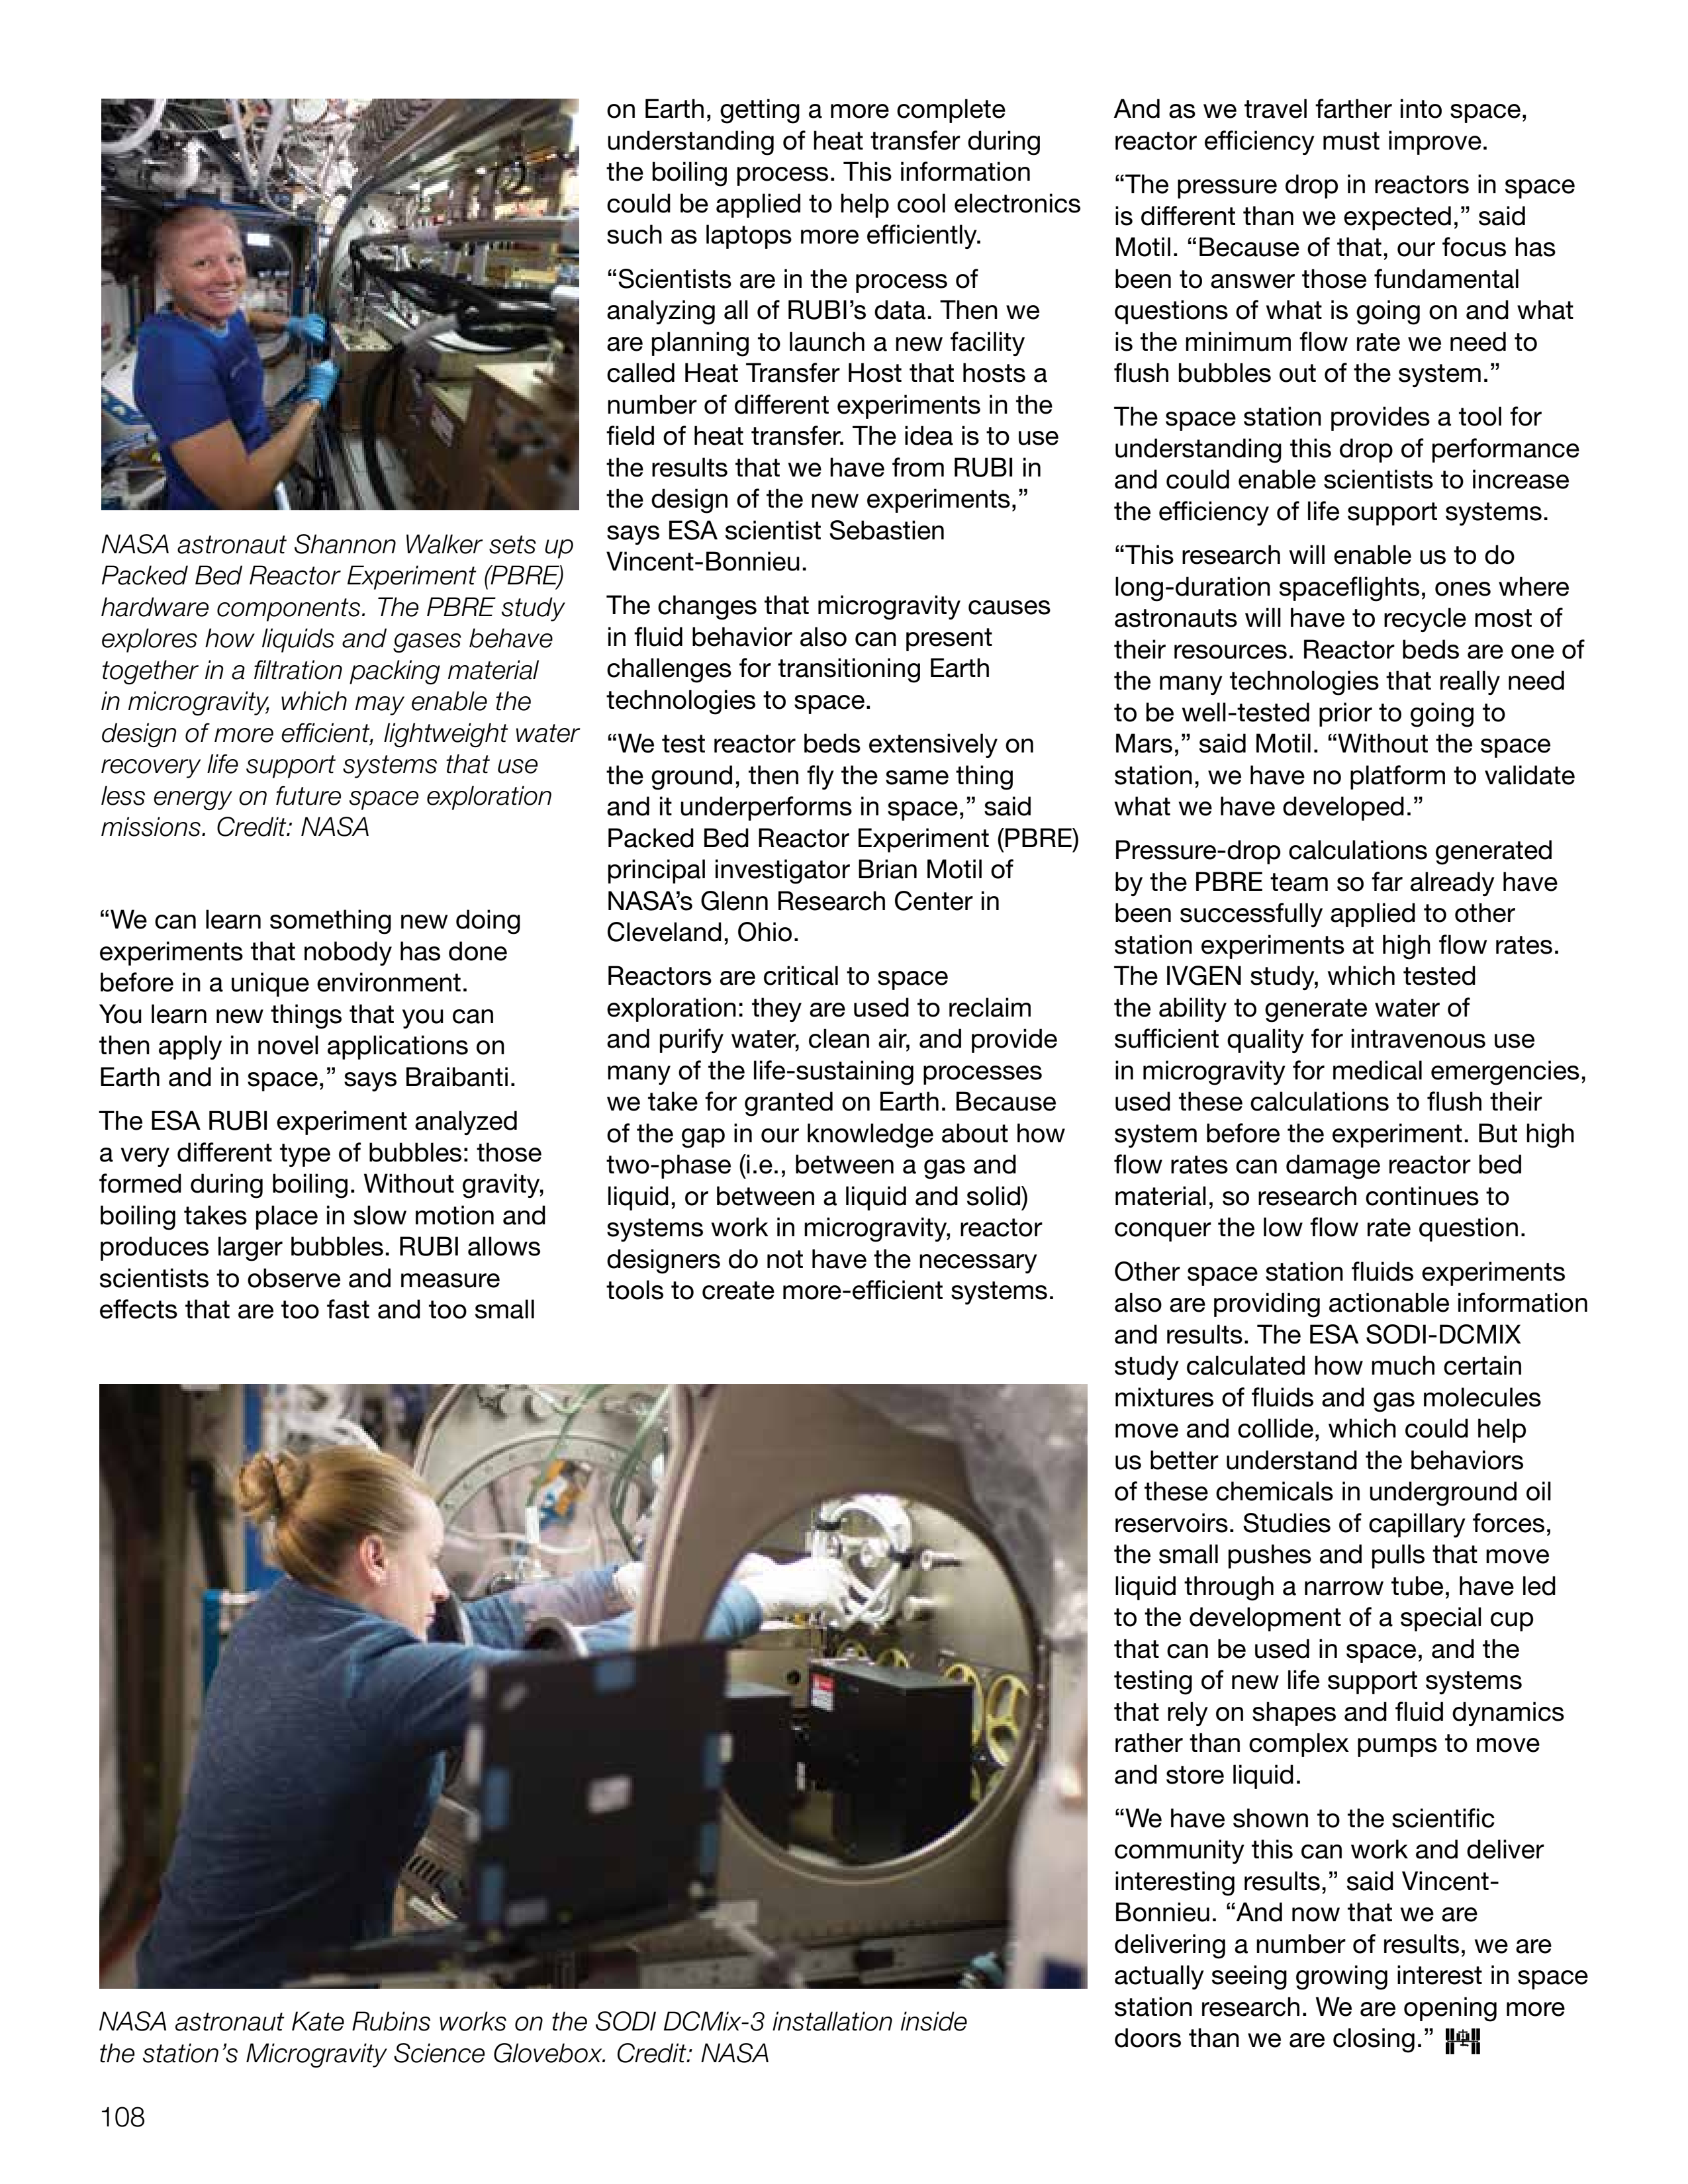 NASA astronaut Shannon Walker sets up
Packed Bed Reactor Experiment (PBRE)
hardware components. The PBRE study
explores how liquids and gases behave
together in a filtration packing material
in microgravity, which may enable the
design of more efficient, lightweight water
recovery life support systems that use
less energy on future space exploration
missions. Credit: NASA
“We can learn something new doing
experiments that nobody has done
before in a unique environment.
You learn new things that you can
then apply in novel applications on
Earth and in space,” says Braibanti.
The ESA RUBI experiment analyzed
a very different type of bubbles: those
formed during boiling. Without gravity,
boiling takes place in slow motion and
produces larger bubbles. RUBI allows
scientists to observe and measure
effects that are too fast and too small
on Earth, getting a more complete
understanding of heat transfer during
the boiling process. This information
could be applied to help cool electronics
such as laptops more efficiently.
“Scientists are in the process of
analyzing all of RUBI’s data. Then we
are planning to launch a new facility
called Heat Transfer Host that hosts a
number of different experiments in the
field of heat transfer. The idea is to use
the results that we have from RUBI in
the design of the new experiments,”
says ESA scientist Sebastien
Vincent-Bonnieu.
The changes that microgravity causes
in fluid behavior also can present
challenges for transitioning Earth
technologies to space.
“We test reactor beds extensively on
the ground, then fly the same thing
and it underperforms in space,” said
Packed Bed Reactor Experiment (PBRE)
principal investigator Brian Motil of
NASA’s Glenn Research Center in
Cleveland, Ohio.
Reactors are critical to space
exploration: they are used to reclaim
and purify water, clean air, and provide
many of the life-sustaining processes
we take for granted on Earth. Because
of the gap in our knowledge about how
two-phase (i.e., between a gas and
liquid, or between a liquid and solid)
systems work in microgravity, reactor
designers do not have the necessary
tools to create more-efficient systems.
And as we travel farther into space,
reactor efficiency must improve.
“The pressure drop in reactors in space
is different than we expected,” said
Motil. “Because of that, our focus has
been to answer those fundamental
questions of what is going on and what
is the minimum flow rate we need to
flush bubbles out of the system.”
The space station provides a tool for
understanding this drop of performance
and could enable scientists to increase
the efficiency of life support systems.
“This research will enable us to do
long-duration spaceflights, ones where
astronauts will have to recycle most of
their resources. Reactor beds are one of
the many technologies that really need
to be well-tested prior to going to
Mars,” said Motil. “Without the space
station, we have no platform to validate
what we have developed.”
Pressure-drop calculations generated
by the PBRE team so far already have
been successfully applied to other
station experiments at high flow rates.
The IVGEN study, which tested
the ability to generate water of
sufficient quality for intravenous use
in microgravity for medical emergencies,
used these calculations to flush their
system before the experiment. But high
flow rates can damage reactor bed
material, so research continues to
conquer the low flow rate question.
Other space station fluids experiments
also are providing actionable information
and results. The ESA SODI-DCMIX
study calculated how much certain
mixtures of fluids and gas molecules
move and collide, which could help
us better understand the behaviors
of these chemicals in underground oil
reservoirs. Studies of capillary forces,
the small pushes and pulls that move
liquid through a narrow tube, have led
to the development of a special cup
that can be used in space, and the
testing of new life support systems
that rely on shapes and fluid dynamics
rather than complex pumps to move
and store liquid.
“We have shown to the scientific
community this can work and deliver
interesting results,” said Vincent-
Bonnieu. “And now that we are
delivering a number of results, we are
actually seeing growing interest in space
station research. We are opening more
doors than we are closing.”
NASA astronaut Kate Rubins works on the SODI DCMix-3 installation inside
the station’s Microgravity Science Glovebox. Credit: NASA
108